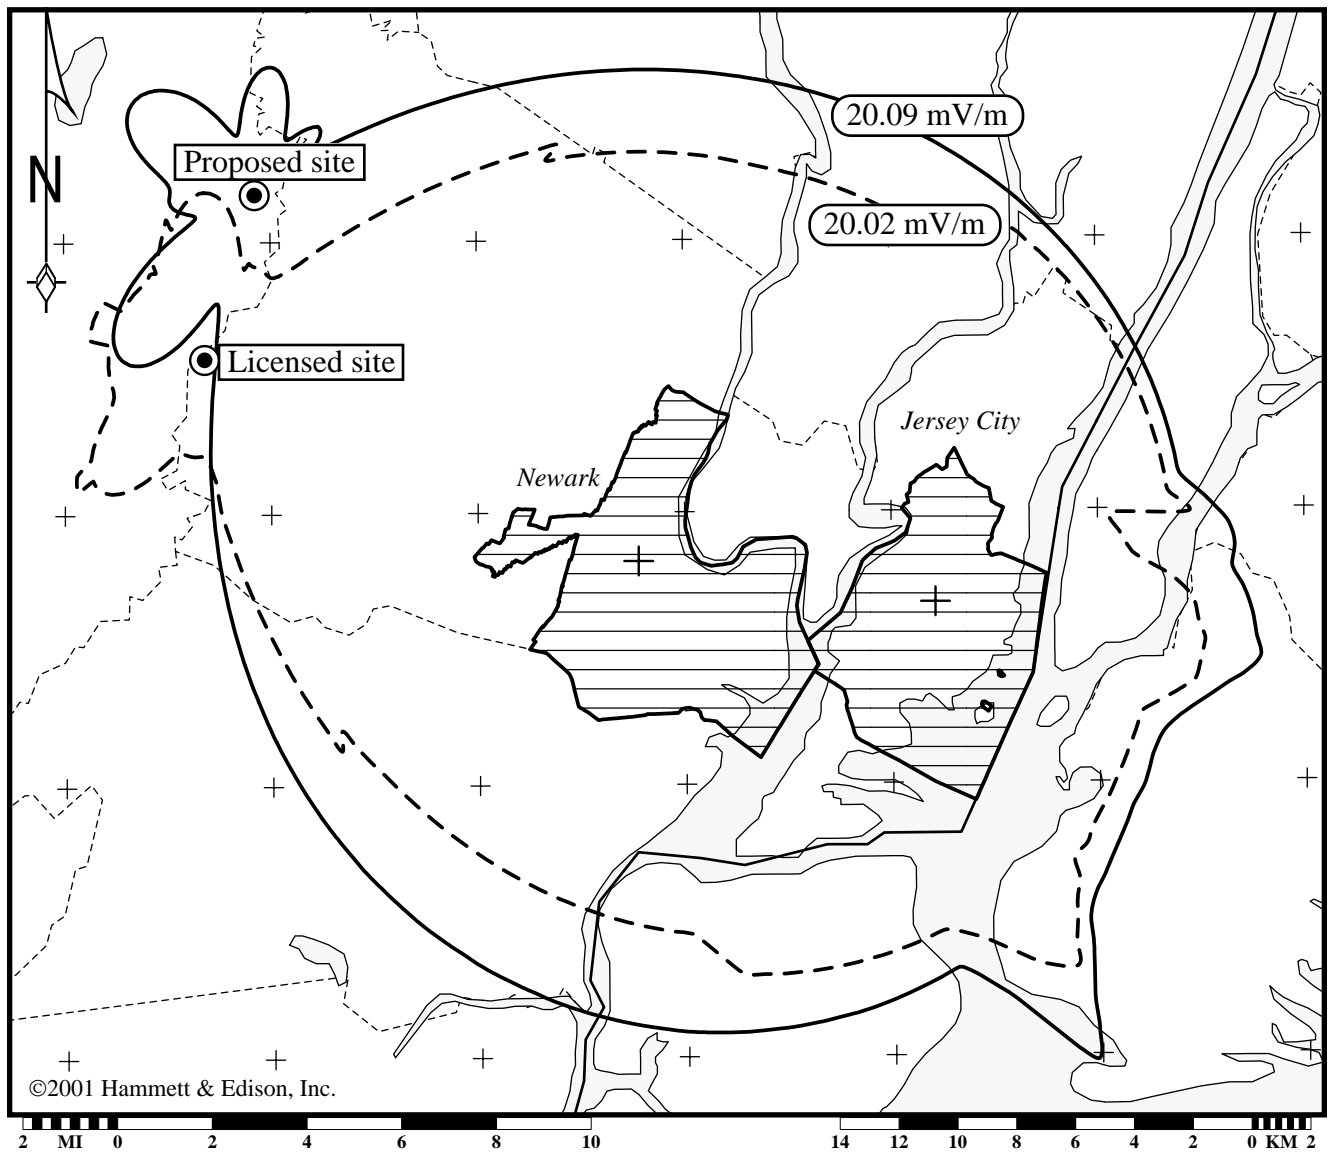 20.09 mV/m
Proposed site
N
20.02 mV/m
Licensed site
Jersey City
Newark
©2001 Hammett & Edison, Inc.
2 MI 0 2 4 6 8 10 14 12 10 8 6 4 2 0 KM 2